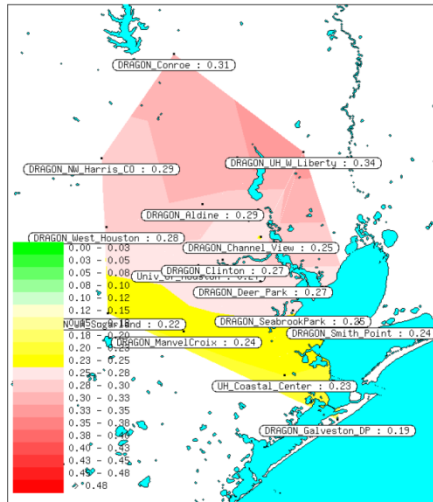 DRAGON_Conroe : 0.31
DRAGON_NW_Harris_CO : 0.29
DRAGON_UH_W_Liberty : 0.34
DRAGON_Aldine : 0.29
DRAGON_West_Houston : 0.28
DRAGON_Channel_View : 0.25
DRAGON_Clinton : 0.27
DRAGON_Deer_Park : 0.27
DRAGON_SeabrookPark :
DRAGON_Smith_Point : 0.24
0.22
DRAGON_ManvelCroix : 0.24
UH_Coastal_Center : 0.23
DRAGON_Galveston_DP : 0.19
0.00 - 0.03
0.03 - 0.05
0.05 - 0.08
0.08 - 0.10
0.10 - 0.12
0.12 - 0.15
0.15 - 0.18
0.18 - 0.20
0.20 - 0.23
0.23 - 0.25
0.25 - 0.28
0.28 - 0.30
0.30 - 0.33
0.33 - 0.35
0.35 - 0.38
0.38 - 0.40
0.40 - 0.43
0.43 - 0.45
0.45 - 0.48
0.48